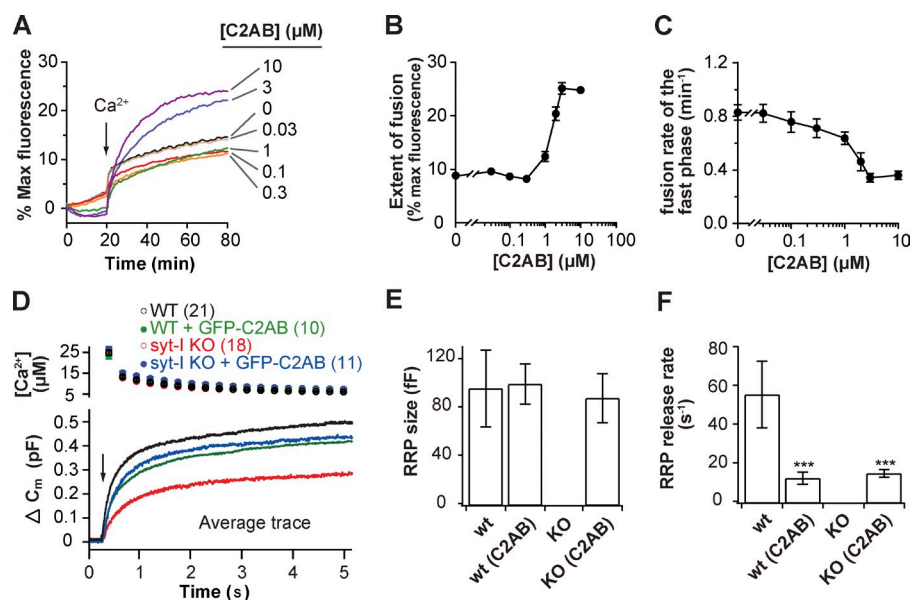 A
[C2AB] (µM)
% Max fluorescence
30
20
10
0
Ca²⁺
10
3
0
0.03
1
0.1
0.3
0 20 40 60 80
Time (min)
B
Extent of fusion
(% max fluorescence)
30
20
10
0
0 0.1 1 10 100
[C2AB] (µM)
C
fusion rate of the
fast phase (min⁻¹)
1.2
0.8
0.4
0
0 0.1 1 10
[C2AB] (µM)
D
WT (21)
WT + GFP-C2AB (10)
syt-I KO (18)
syt-I KO + GFP-C2AB (11)
[Ca²⁺]
(µM)
25
15
5
Δ Cₘ (pF)
0.5
0.4
0.3
0.2
0.1
0
Average trace
0 1 2 3 4 5
Time (s)
E
RRP size (fF)
120
80
40
0
wt
wt (C2AB)
KO
KO (C2AB)
F
RRP release rate
(s⁻¹)
80
60
40
20
0
***
***
wt
wt (C2AB)
KO
KO (C2AB)